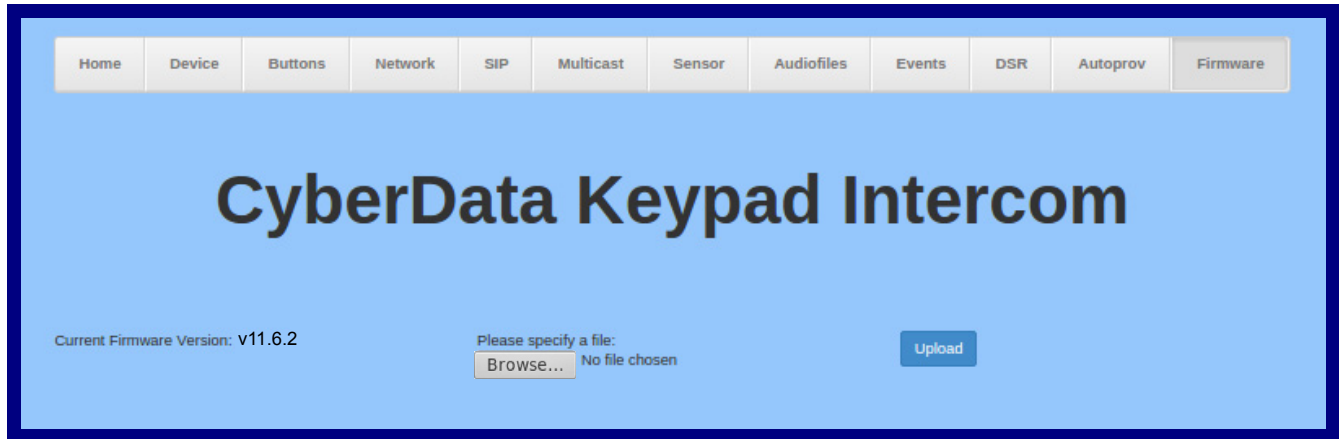 Home Device Buttons Network SIP Multicast Sensor Audiofiles Events DSR Autoprov Firmware
CyberData Keypad Intercom
Current Firmware Version: v11.6.2
Please specify a file:
Browse... No file chosen
Upload